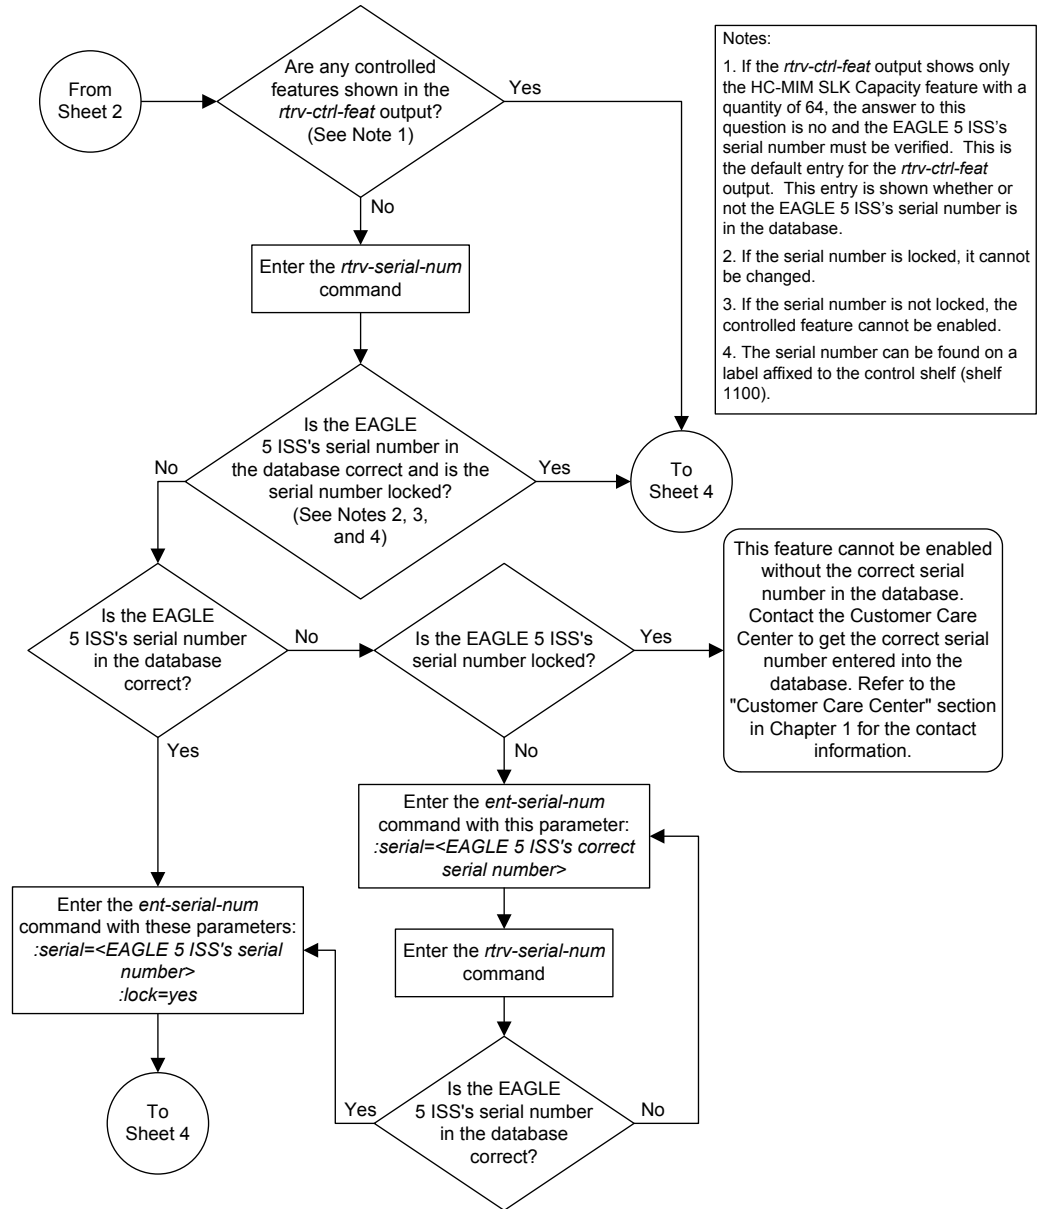 From
Sheet 2
Are any controlled
features shown in the
rtrv-ctrl-feat output?
(See Note 1)
Yes
No
Notes:
1. If the rtrv-ctrl-feat output shows only
the HC-MIM SLK Capacity feature with a
quantity of 64, the answer to this
question is no and the EAGLE 5 ISS's
serial number must be verified. This is
the default entry for the rtrv-ctrl-feat
output. This entry is shown whether or
not the EAGLE 5 ISS's serial number is
in the database.
2. If the serial number is locked, it cannot
be changed.
3. If the serial number is not locked, the
controlled feature cannot be enabled.
4. The serial number can be found on a
label affixed to the control shelf (shelf
1100).
Enter the rtrv-serial-num
command
Is the EAGLE
5 ISS's serial number in
the database correct and is the
serial number locked?
(See Notes 2, 3,
and 4)
No
Yes
To
Sheet 4
Is the EAGLE
5 ISS's serial number
in the database
correct?
No
Yes
Is the EAGLE 5 ISS's
serial number locked?
Yes
No
This feature cannot be enabled
without the correct serial
number in the database.
Contact the Customer Care
Center to get the correct serial
number entered into the
database. Refer to the
"Customer Care Center" section
in Chapter 1 for the contact
information.
Enter the ent-serial-num
command with this parameter:
:serial=<EAGLE 5 ISS's correct
serial number>
Enter the ent-serial-num
command with these parameters:
:serial=<EAGLE 5 ISS's serial
number>
:lock=yes
Enter the rtrv-serial-num
command
Is the EAGLE
5 ISS's serial number
in the database
correct?
Yes
No
To
Sheet 4